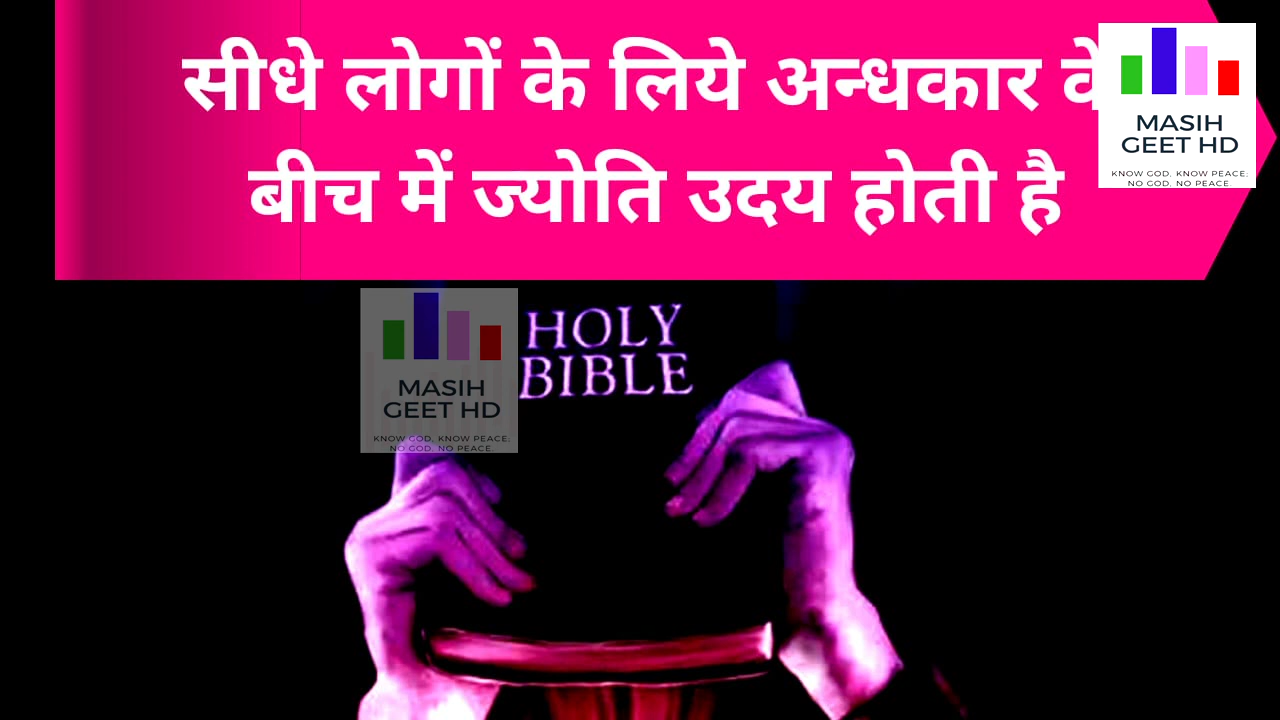 सीधे लोगों के लिये अन्धकार के
बीच में ज्योति उदय होती है
MASIH
GEET HD
KNOW GOD, KNOW PEACE;
NO GOD, NO PEACE.
HOLY
BIBLE
MASIH
GEET HD
KNOW GOD, KNOW PEACE;
NO GOD, NO PEACE.